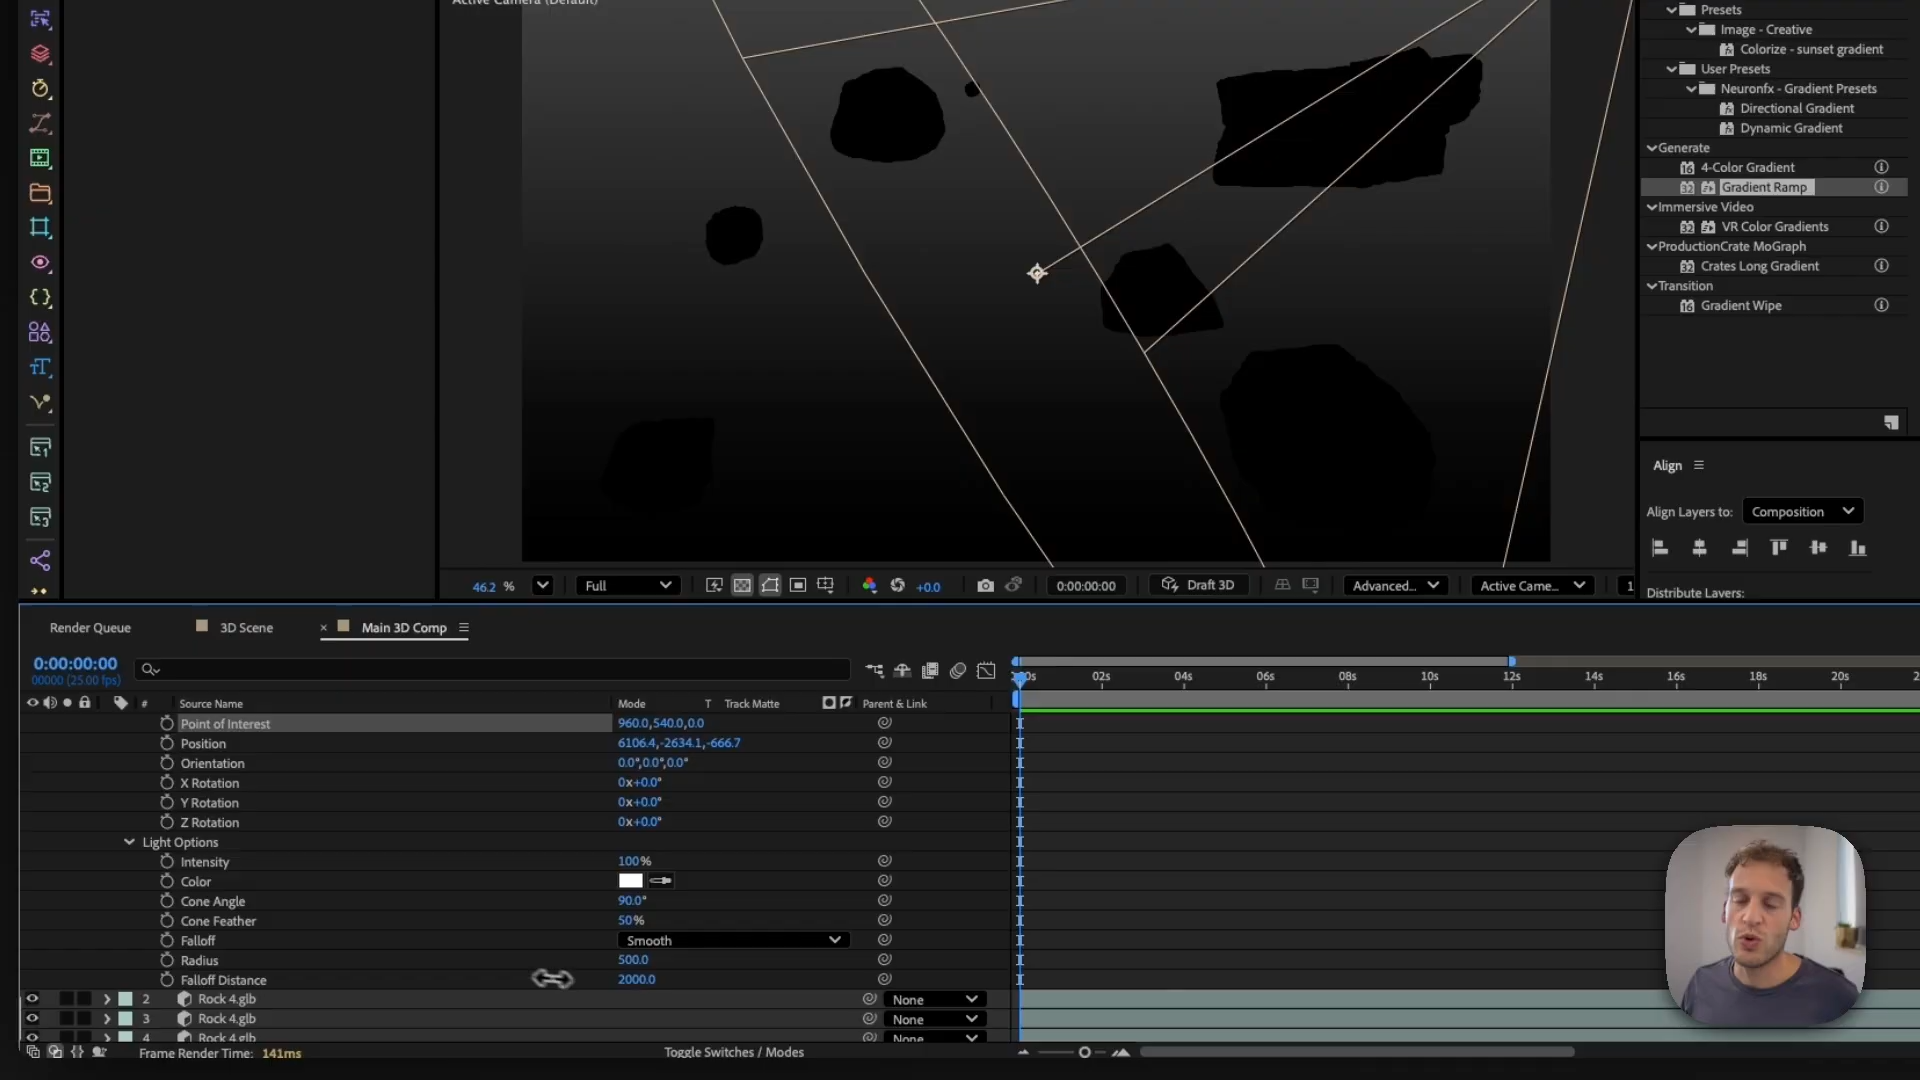 Active Camera (Default)
Presets
Image - Creative
Colorize - sunset gradient
User Presets
Neuronfx - Gradient Presets
Directional Gradient
Dynamic Gradient
Generate
16 4-Color Gradient
32 Gradient Ramp
Immersive Video
32 VR Color Gradients
ProductionCrate MoGraph
32 Crates Long Gradient
Transition
16 Gradient Wipe
Align
Align Layers to: Composition
Distribute Layers:
46.2 % Full +0.0 0:00:00:00 Draft 3D Advanced... Active Came... 1
Render Queue 3D Scene × Main 3D Comp
0:00:00:00
00000 (25.00 fps)
02s 04s 06s 08s 10s 12s 14s 16s 18s 20s
# Source Name Mode T Track Matte Parent & Link
Point of Interest 960.0,540.0,0.0
Position 6106.4,-2634.1,-666.7
Orientation 0.0°,0.0°,0.0°
X Rotation 0x+0.0°
Y Rotation 0x+0.0°
Z Rotation 0x+0.0°
Light Options
Intensity 100%
Color
Cone Angle 90.0°
Cone Feather 50%
Falloff Smooth
Radius 500.0
Falloff Distance 2000.0
2 Rock 4.glb None
3 Rock 4.glb None
4 Rock 4.glb None
Frame Render Time: 141ms Toggle Switches / Modes